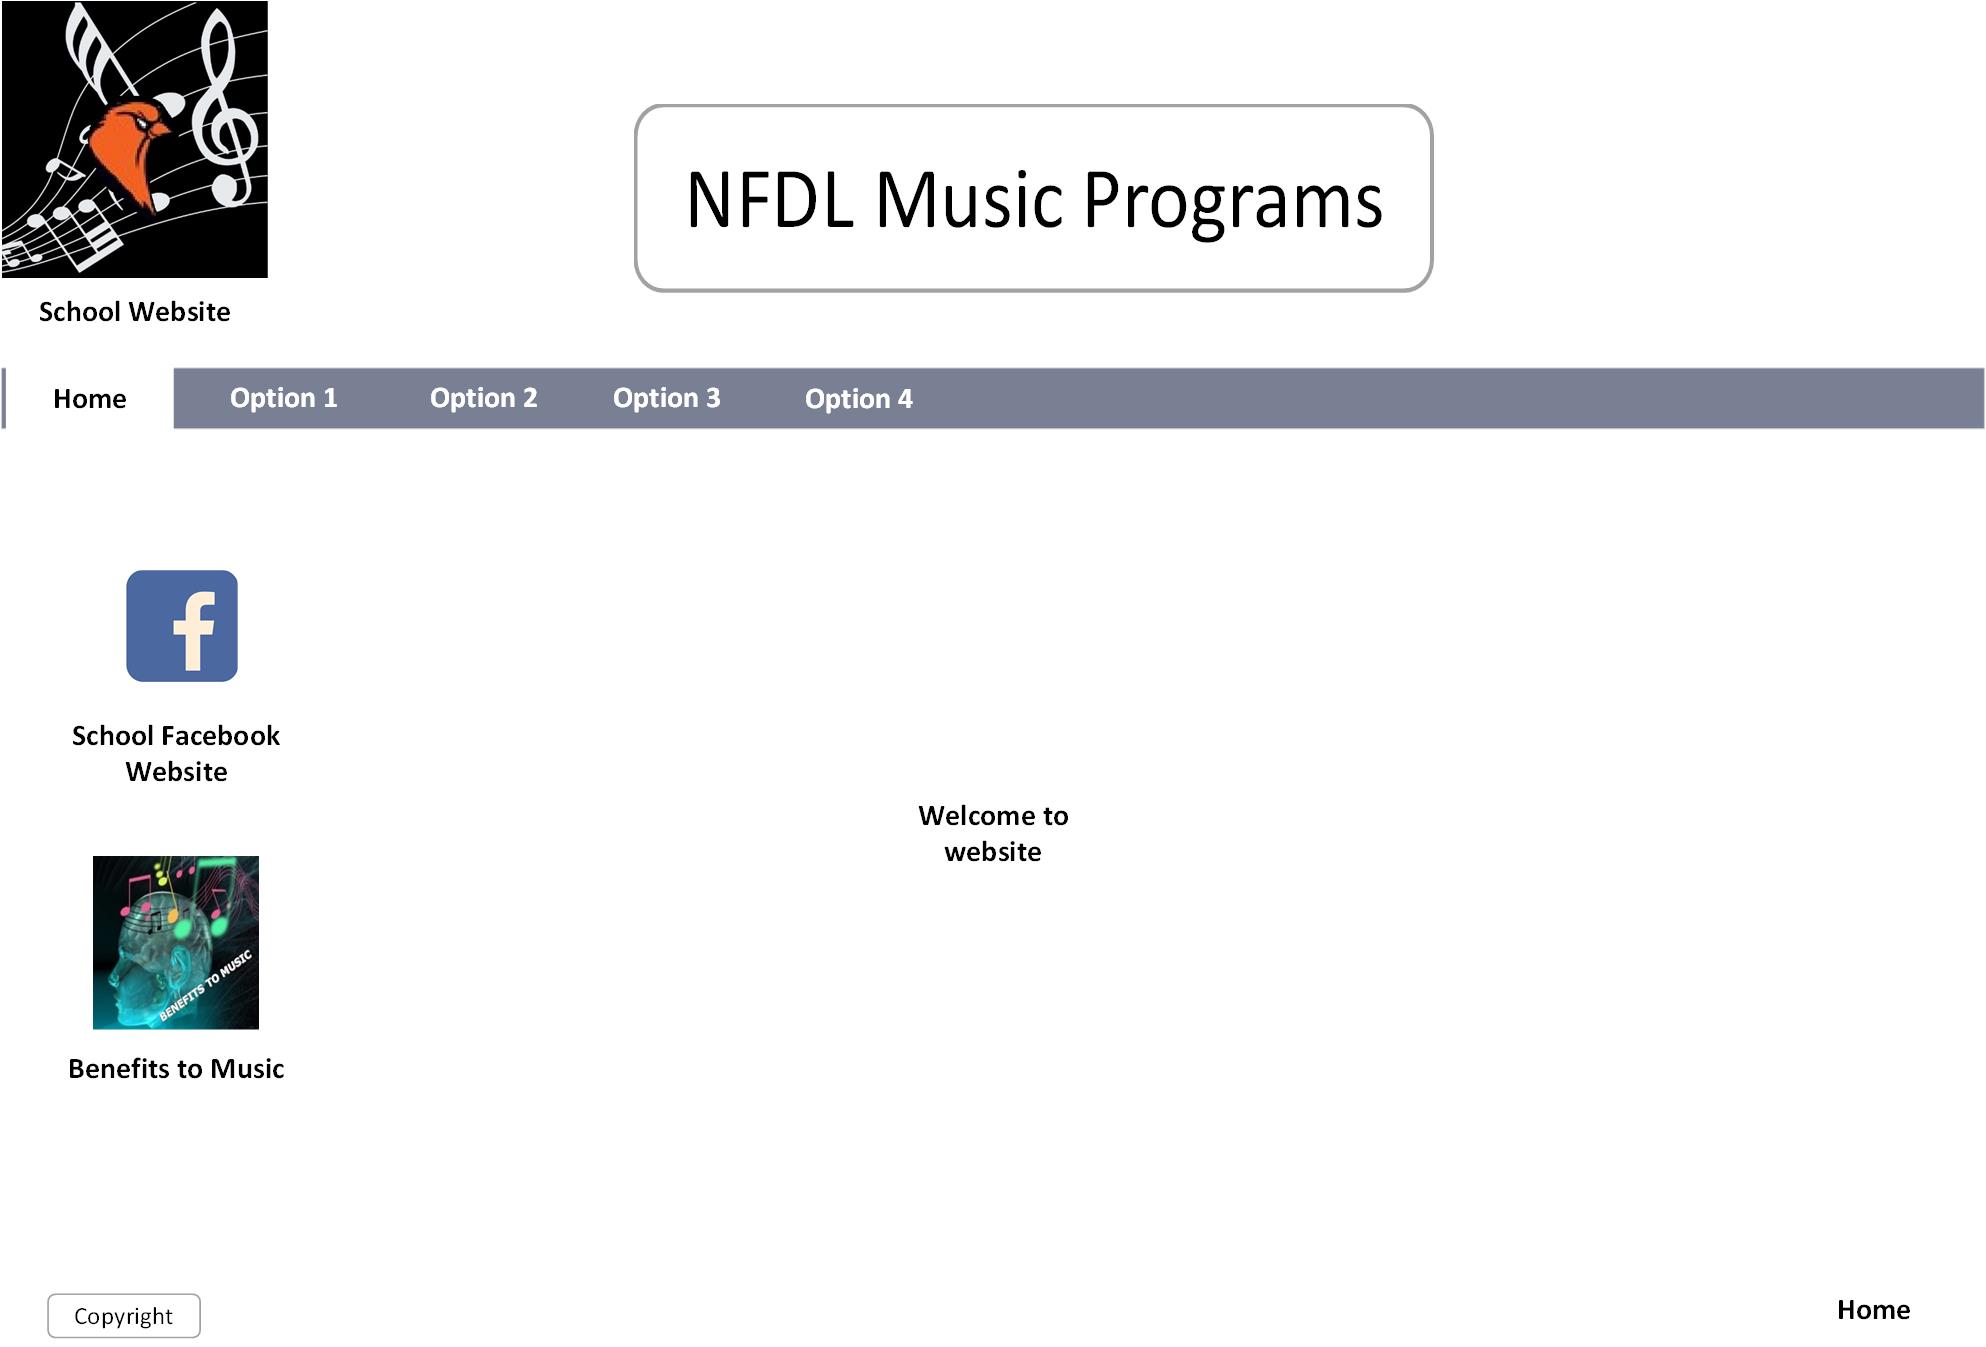 NFDL Music Programs
School Website
Home
Option 1
Option 2
Option 3
Option 4
f
School Facebook
Website
Welcome to
website
BENEFITS TO MUSIC
Benefits to Music
Copyright
Home